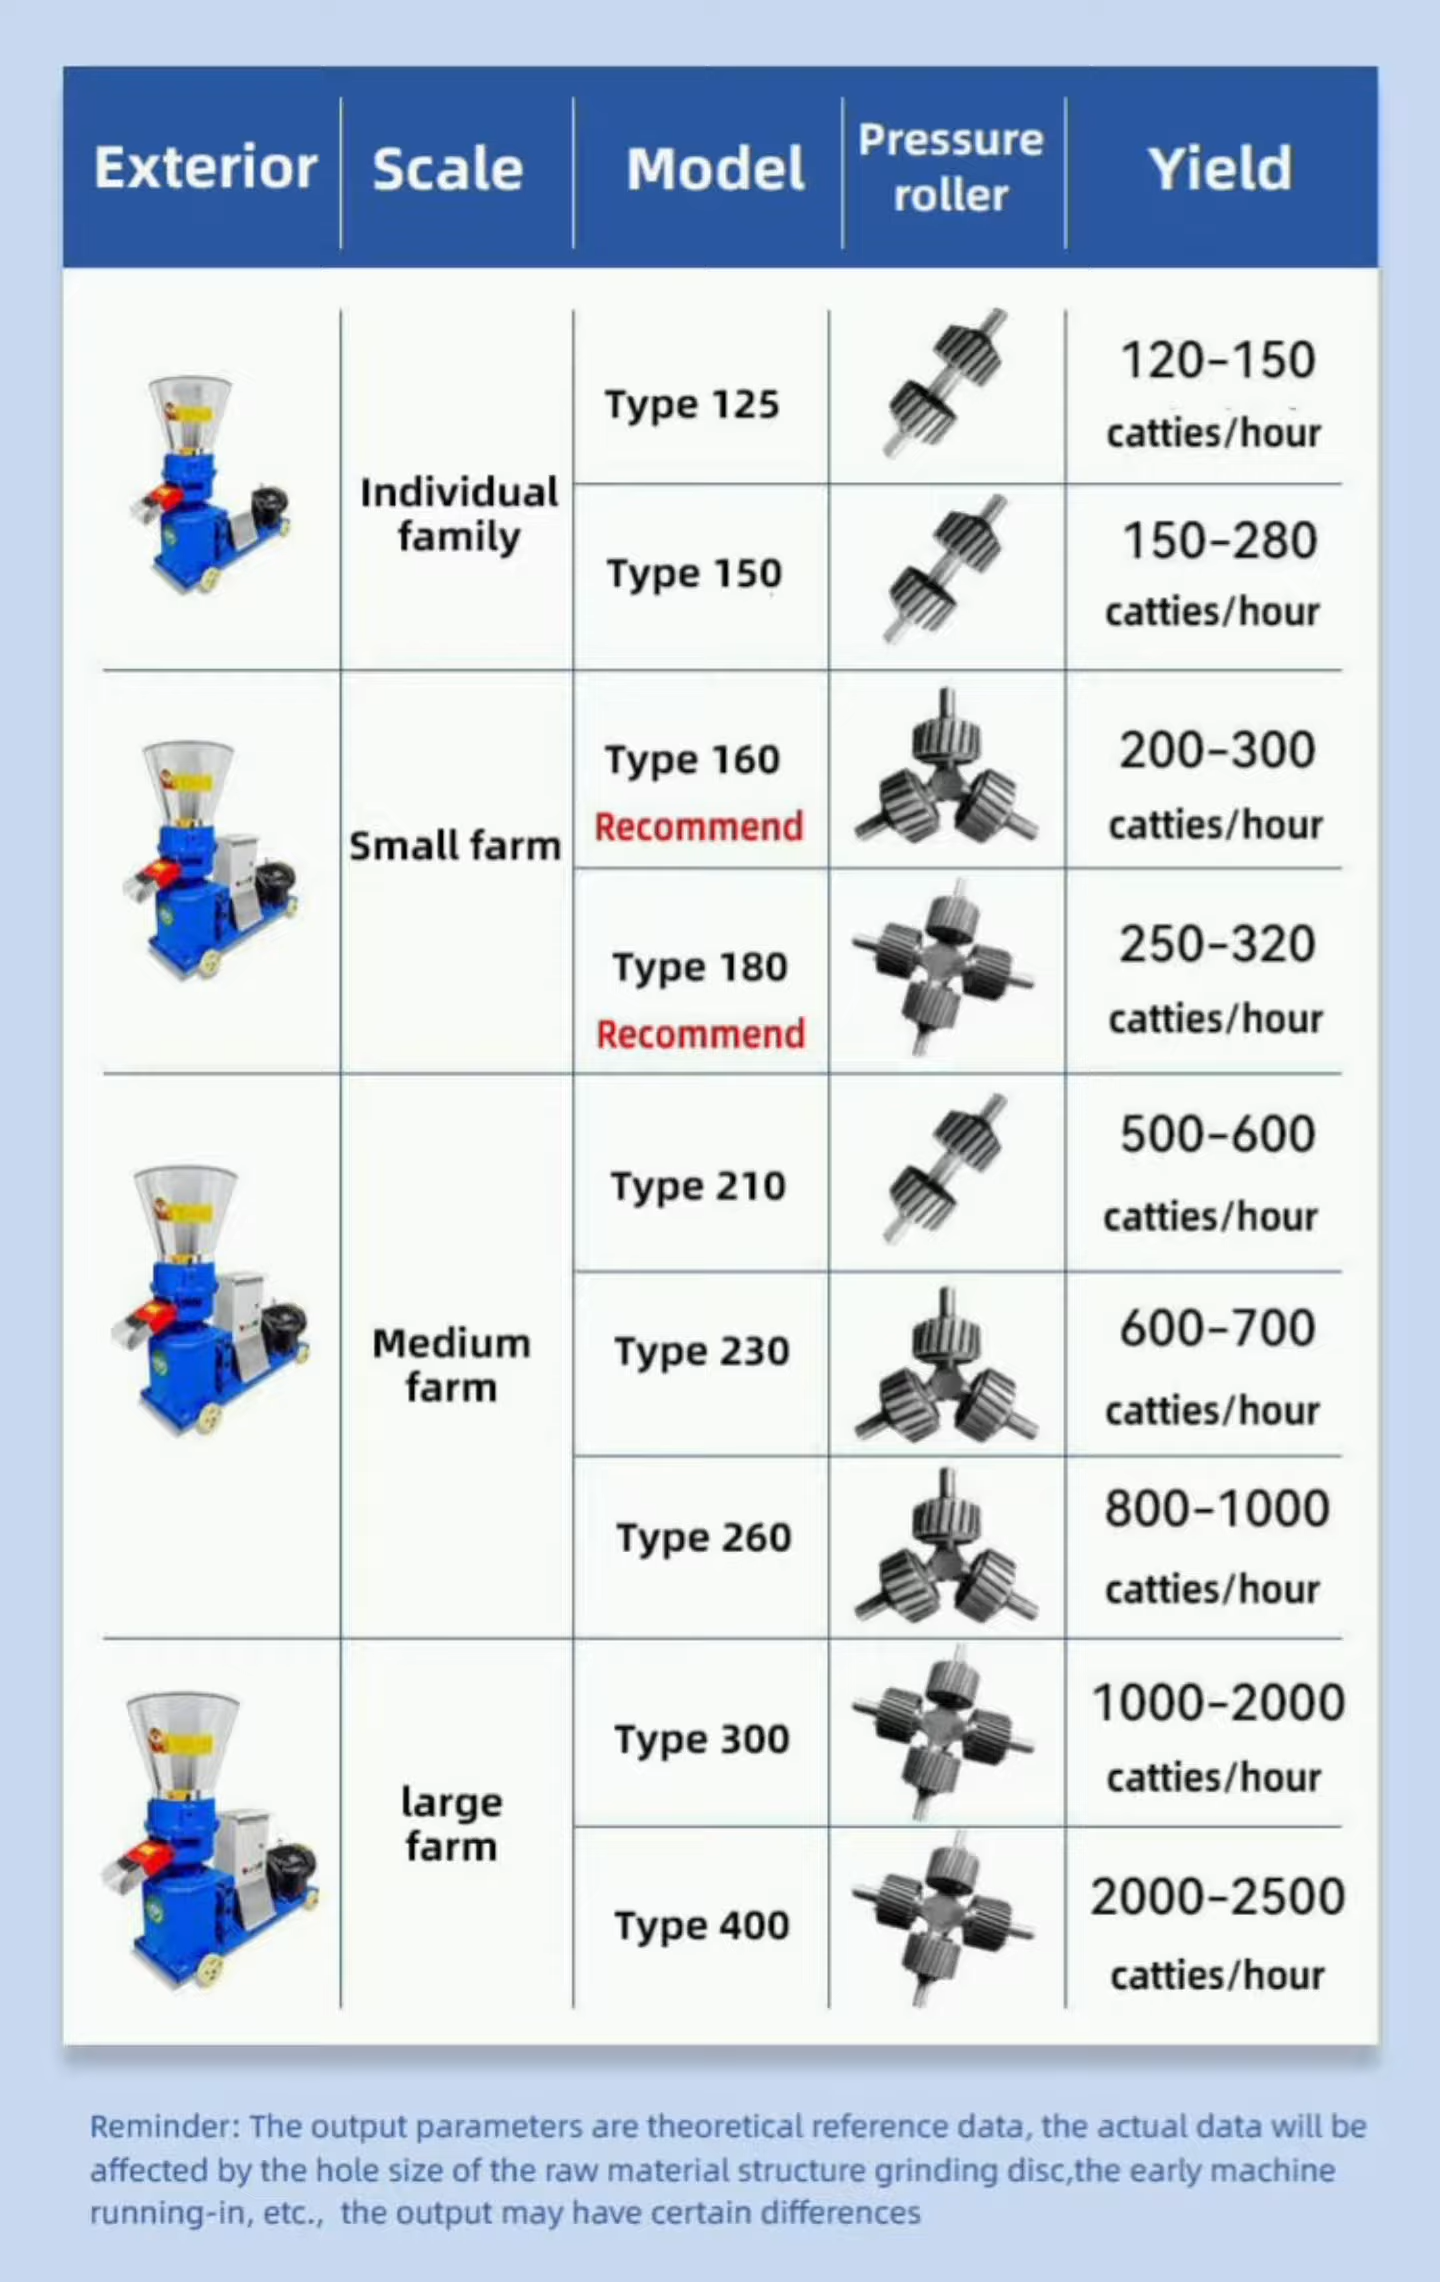 Exterior
Scale
Model
Pressure
roller
Yield
Individual
family
Type 125
120-150
catties/hour
Type 150
150-280
catties/hour
Small farm
Type 160
Recommend
200-300
catties/hour
Type 180
Recommend
250-320
catties/hour
Medium
farm
Type 210
500-600
catties/hour
Type 230
600-700
catties/hour
Type 260
800-1000
catties/hour
large
farm
Type 300
1000-2000
catties/hour
Type 400
2000-2500
catties/hour
Reminder: The output parameters are theoretical reference data, the actual data will be
affected by the hole size of the raw material structure grinding disc,the early machine
running-in, etc., the output may have certain differences